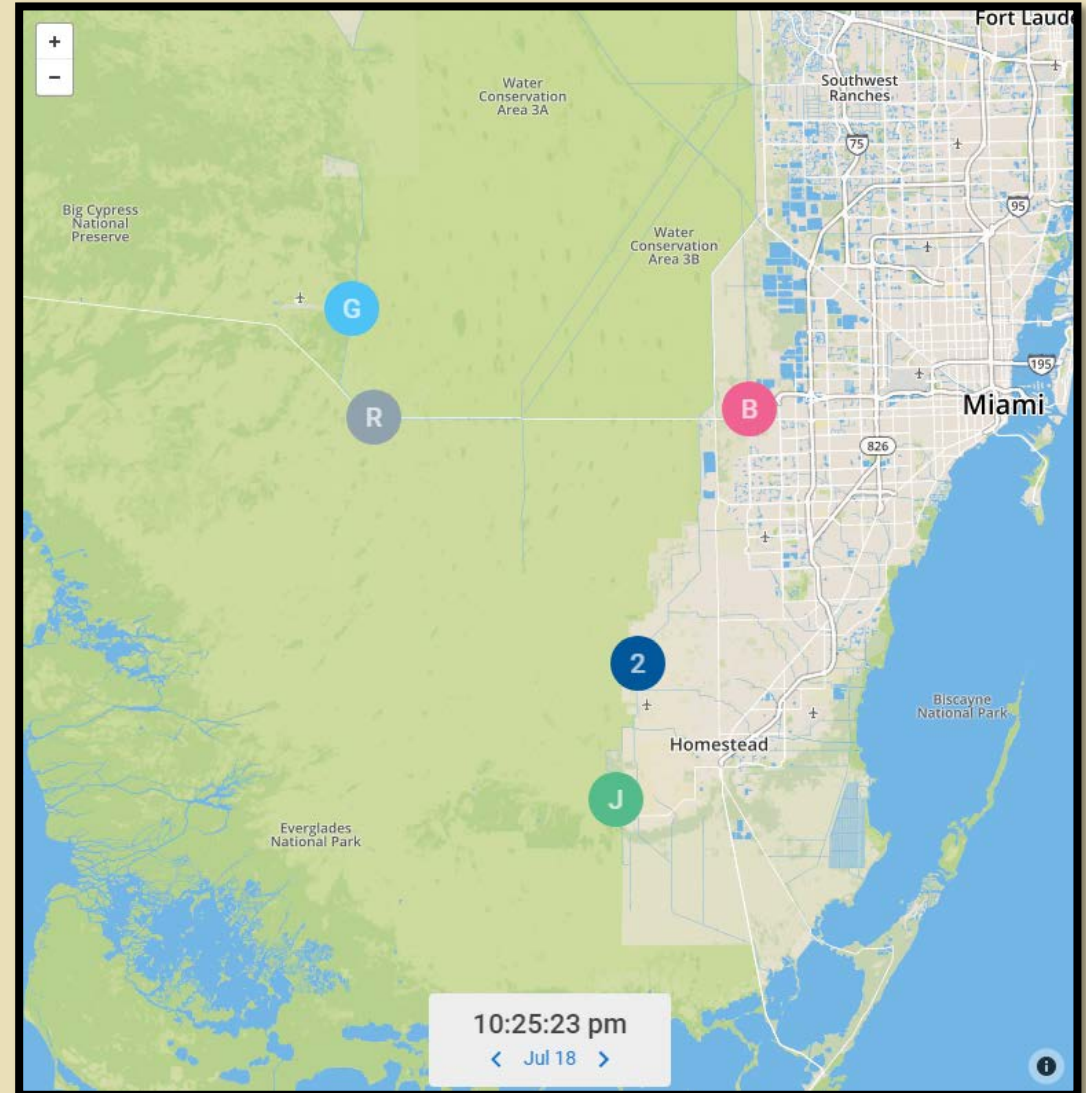 +
Fort Laude
Water
Conservation
Area 3A
Southwest
Ranches
−
75
Big Cypress
National
Preserve
95
Water
Conservation
Area 3B
G
195
R
B
Miami
826
2
Biscayne
National Park
Homestead
J
Everglades
National Park
10:25:23 pm
< Jul 18 >
i